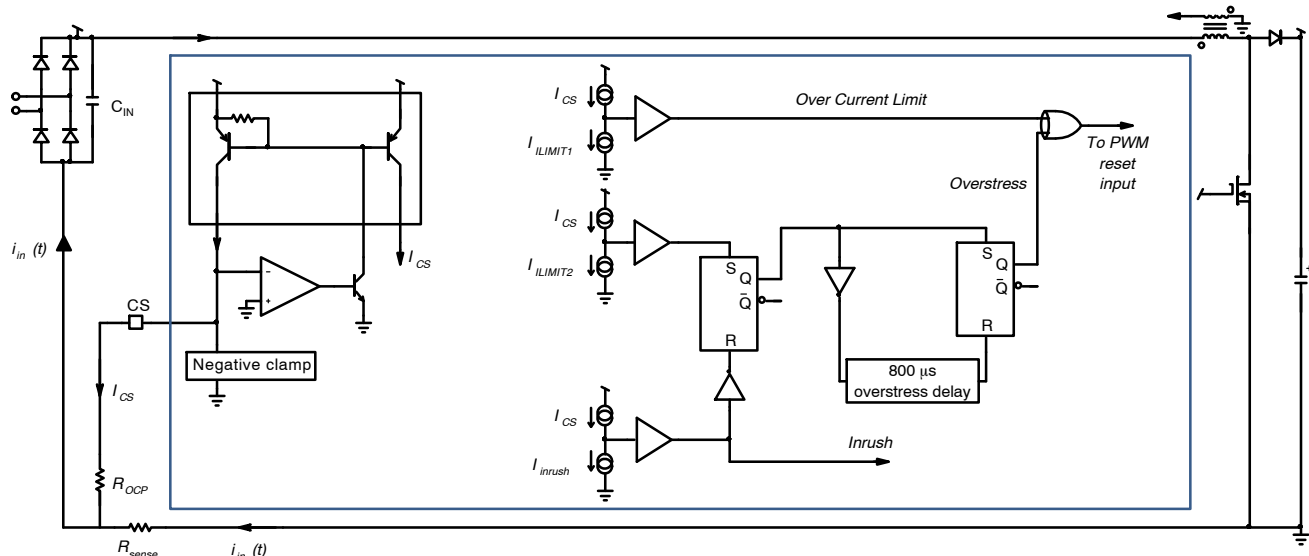 C_IN
I_CS
Over Current Limit
I_ILIMIT1
To PWM
reset
input
Overstress
i_in (t)
I_CS
I_CS
I_ILIMIT2
S
Q
Q̅
R
S
Q
Q̅
R
−
+
CS
Negative clamp
800 μs
overstress delay
I_CS
I_CS
Inrush
I_inrush
R_OCP
R_sense
i_in (t)
+